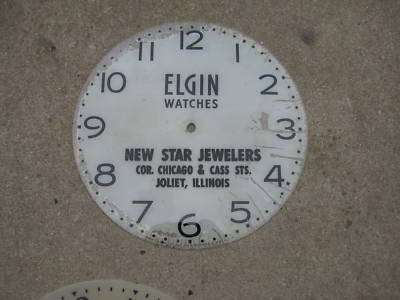 11 12 1
10 2
ELGIN
WATCHES
9 3
NEW STAR JEWELERS
COR. CHICAGO & CASS STS.
8 4
JOLIET, ILLINOIS
7 6 5